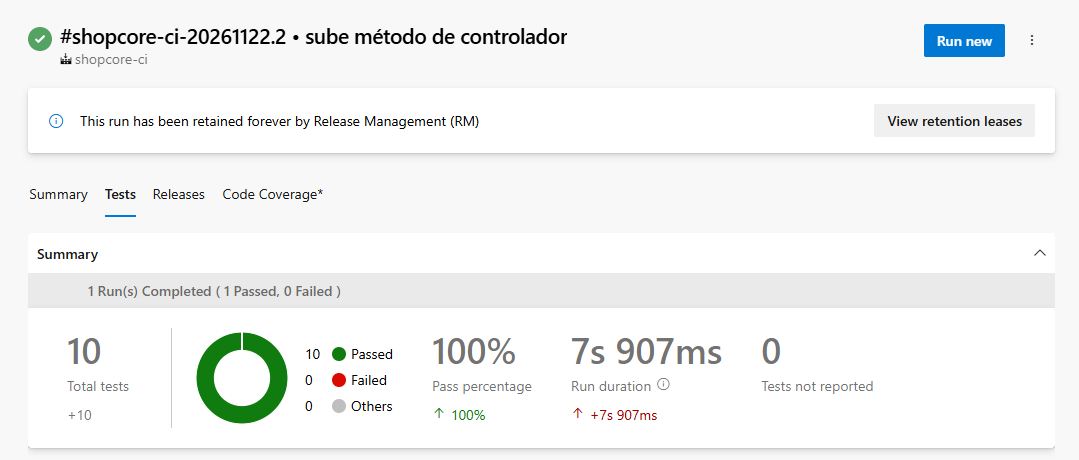 #shopcore-ci-20261122.2 • sube método de controlador
shopcore-ci
Run new
This run has been retained forever by Release Management (RM)
View retention leases
Summary Tests Releases Code Coverage*
Summary
1 Run(s) Completed ( 1 Passed, 0 Failed )
10
Total tests
+10
10 Passed
0 Failed
0 Others
100%
Pass percentage
100%
7s 907ms
Run duration
+7s 907ms
0
Tests not reported